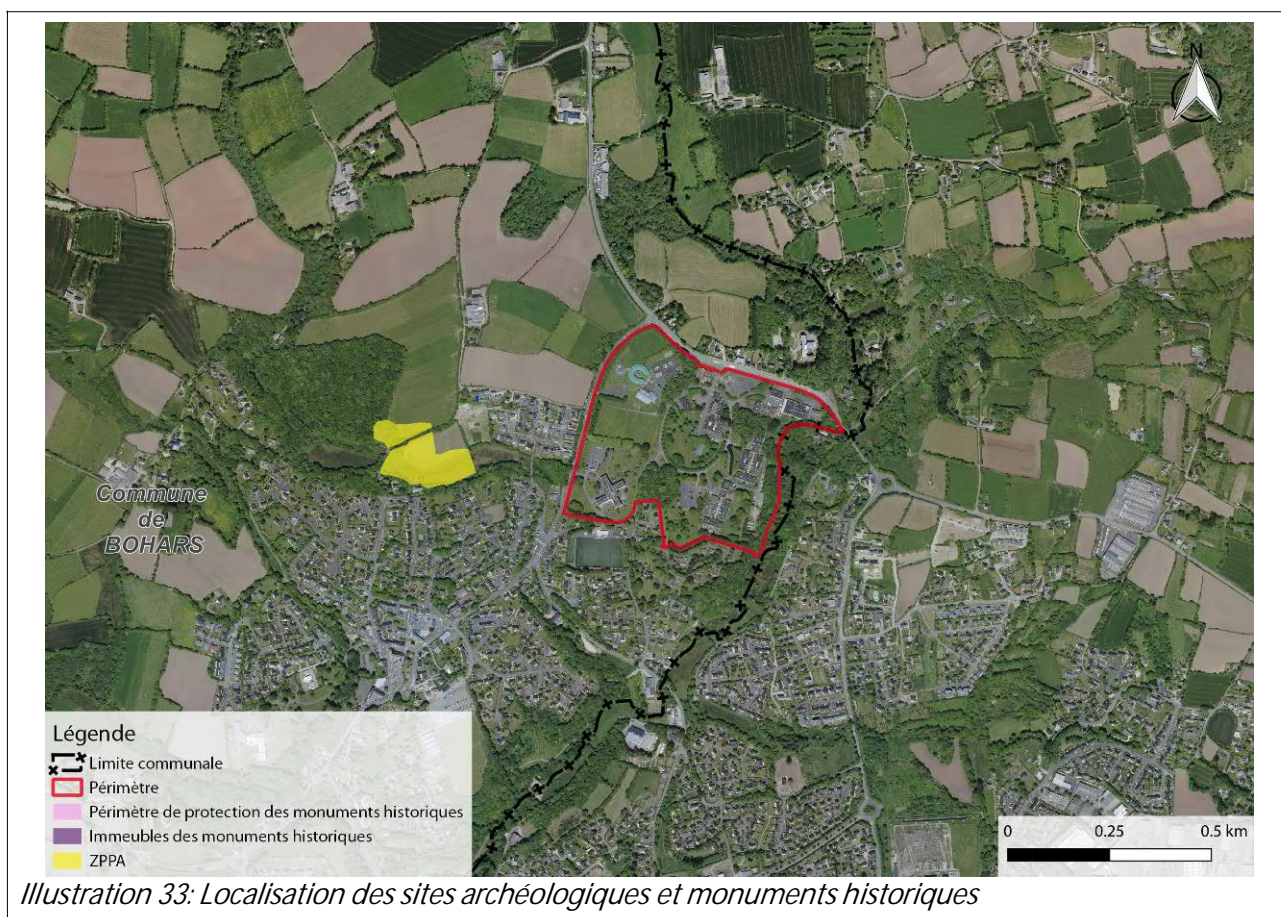 N
Commune
de
BOHARS
Légende
Limite communale
Périmètre
Périmètre de protection des monuments historiques
Immeubles des monuments historiques
ZPPA
0 0.25 0.5 km
Illustration 33: Localisation des sites archéologiques et monuments historiques